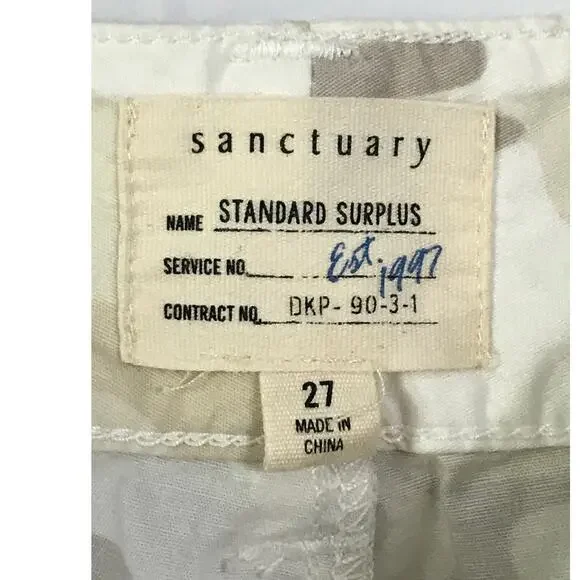 sanctuary
NAME STANDARD SURPLUS
SERVICE NO. Est. 1997
CONTRACT NO. DKP-90-3-1
27
MADE IN
CHINA